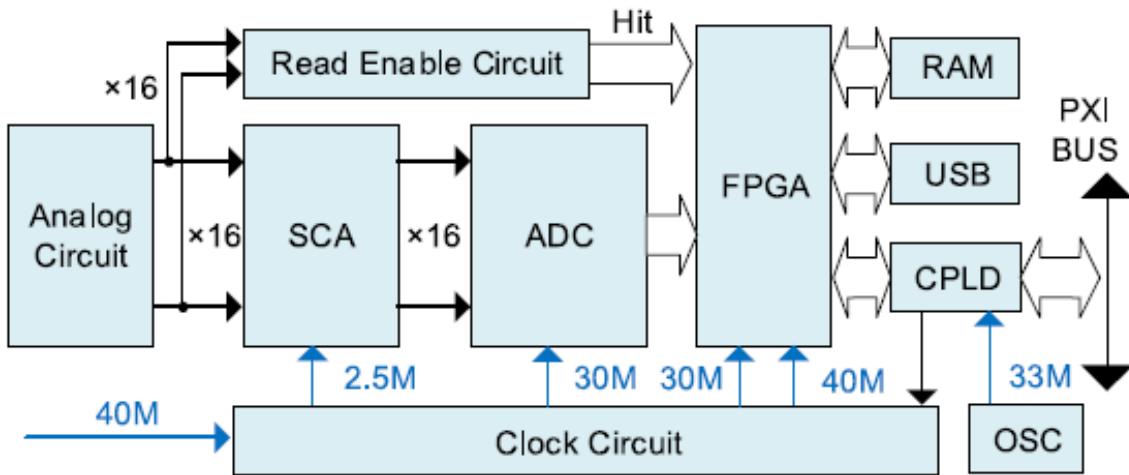 Hit
Read Enable Circuit
RAM
×16
PXI
BUS
Analog
Circuit
×16
SCA
×16
ADC
FPGA
USB
CPLD
2.5M
30M
30M
40M
33M
40M
Clock Circuit
OSC